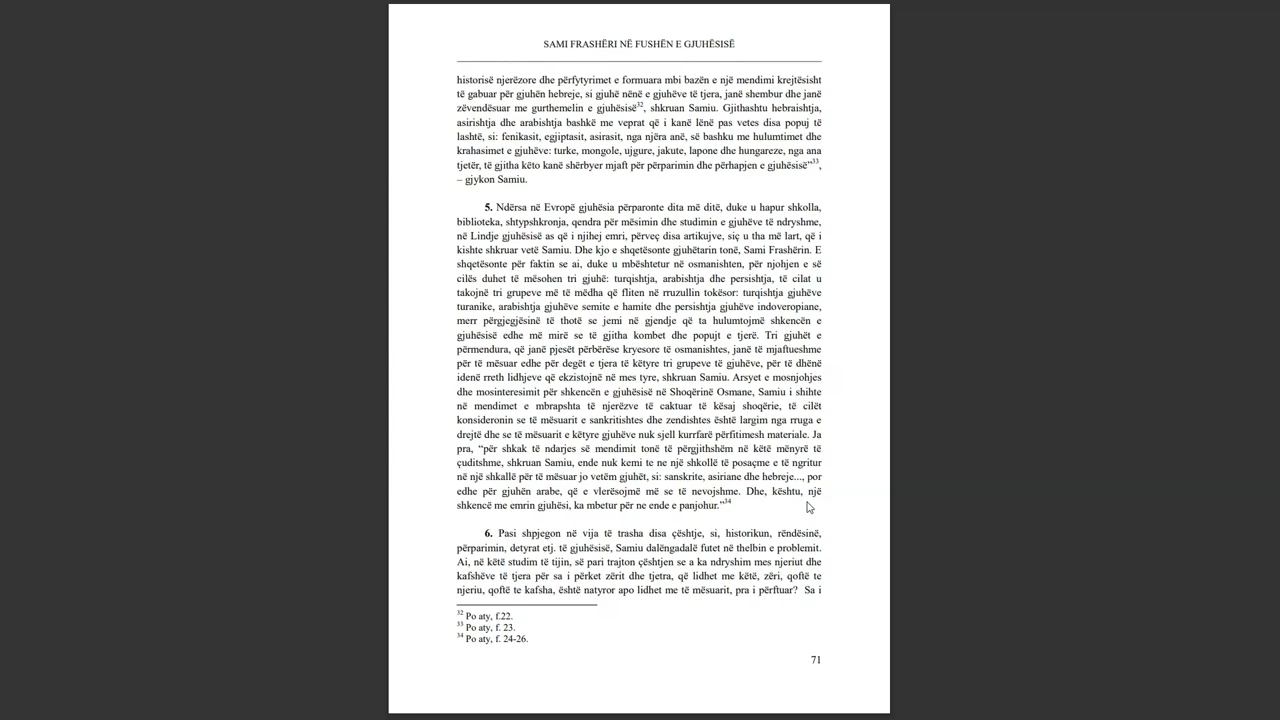 SAMI FRASHËRI NË FUSHËN E GJUHËSISË
historisë njerëzore dhe përfytyrimet e formuara mbi bazën e një mendimi krejtësisht
të gabuar për gjuhën hebreje, si gjuhë nënë e gjuhëve të tjera, janë shembur dhe janë
zëvendësuar me gurthemelin e gjuhësisë³², shkruan Samiu. Gjithashtu hebraishtja,
asirishtja dhe arabishtja bashkë me veprat që i kanë lënë pas vetes disa popuj të
lashtë, si: fenikasit, egjiptasit, asirasit, nga njëra anë, së bashku me hulumtimet dhe
krahasimet e gjuhëve: turke, mongole, ujgure, jakute, lapone dhe hungareze, nga ana
tjetër, të gjitha këto kanë shërbyer mjaft për përparimin dhe përhapjen e gjuhësisë”³³,
– gjykon Samiu.
5. Ndërsa në Evropë gjuhësia përparonte dita më ditë, duke u hapur shkolla,
biblioteka, shtypshkronja, qendra për mësimin dhe studimin e gjuhëve të ndryshme,
në Lindje gjuhësisë as që i njihej emri, përveç disa artikujve, siç u tha më lart, që i
kishte shkruar vetë Samiu. Dhe kjo e shqetësonte gjuhëtarin tonë, Sami Frashërin. E
shqetësonte për faktin se ai, duke u mbështetur në osmanishten, për njohjen e së
cilës duhet të mësohen tri gjuhë: turqishtja, arabishtja dhe persishtja, të cilat u
takojnë tri grupeve më të mëdha që fliten në rruzullin tokësor: turqishtja gjuhëve
turanike, arabishtja gjuhëve semite e hamite dhe persishtja gjuhëve indoveropiane,
merr përgjegjësinë të thotë se jemi në gjendje që ta hulumtojmë shkencën e
gjuhësisë edhe më mirë se të gjitha kombet dhe popujt e tjerë. Tri gjuhët e
përmendura, që janë pjesët përbërëse kryesore të osmanishtes, janë të mjaftueshme
për të mësuar edhe për degët e tjera të këtyre tri grupeve të gjuhëve, për të dhënë
idenë rreth lidhjeve që ekzistojnë në mes tyre, shkruan Samiu. Arsyet e mosnjohjes
dhe mosinteresimit për shkencën e gjuhësisë në Shoqërinë Osmane, Samiu i shihte
në mendimet e mbrapshta të njerëzve të caktuar të kësaj shoqërie, të cilët
konsideronin se të mësuarit e sankritishtes dhe zendishtes është largim nga rruga e
drejtë dhe se të mësuarit e këtyre gjuhëve nuk sjell kurrfarë përfitimesh materiale. Ja
pra, “për shkak të ndarjes së mendimit tonë të përgjithshëm në këtë mënyrë të
çuditshme, shkruan Samiu, ende nuk kemi te ne një shkollë të posaçme e të ngritur
në një shkallë për të mësuar jo vetëm gjuhët, si: sanskrite, asiriane dhe hebreje..., por
edhe për gjuhën arabe, që e vlerësojmë më se të nevojshme. Dhe, kështu, një
shkencë me emrin gjuhësi, ka mbetur për ne ende e panjohur.“³⁴
6. Pasi shpjegon në vija të trasha disa çështje, si, historikun, rëndësinë,
përparimin, detyrat etj. të gjuhësisë, Samiu dalëngadalë futet në thelbin e problemit.
Ai, në këtë studim të tijin, së pari trajton çështjen se a ka ndryshim mes njeriut dhe
kafshëve të tjera për sa i përket zërit dhe tjetra, që lidhet me këtë, zëri, qoftë te
njeriu, qoftë te kafsha, është natyror apo lidhet me të mësuarit, pra i përftuar? Sa i
³² Po aty, f.22.
³³ Po aty, f. 23.
³⁴ Po aty, f. 24-26.
71